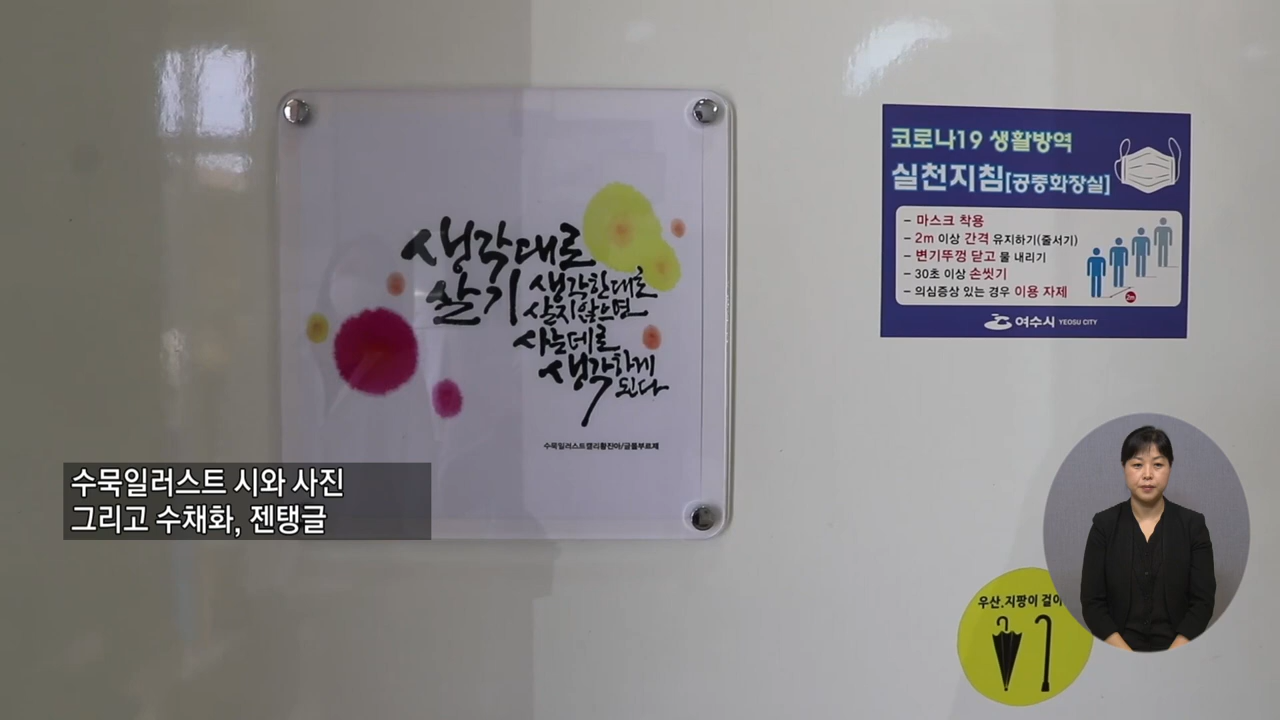 생각대로
살기
생각한대로
살지않으면
사는데로
생각하게
된다
수묵일러스트캘리황진아/글폴부르제
코로나19 생활방역
실천지침[공중화장실]
- 마스크 착용
- 2m 이상 간격 유지하기(줄서기)
- 변기뚜껑 닫고 물 내리기
- 30초 이상 손씻기
- 의심증상 있는 경우 이용 자제
2m
여수시 YEOSU CITY
수묵일러스트 시와 사진
그리고 수채화, 젠탱글
우산.지팡이 걸이